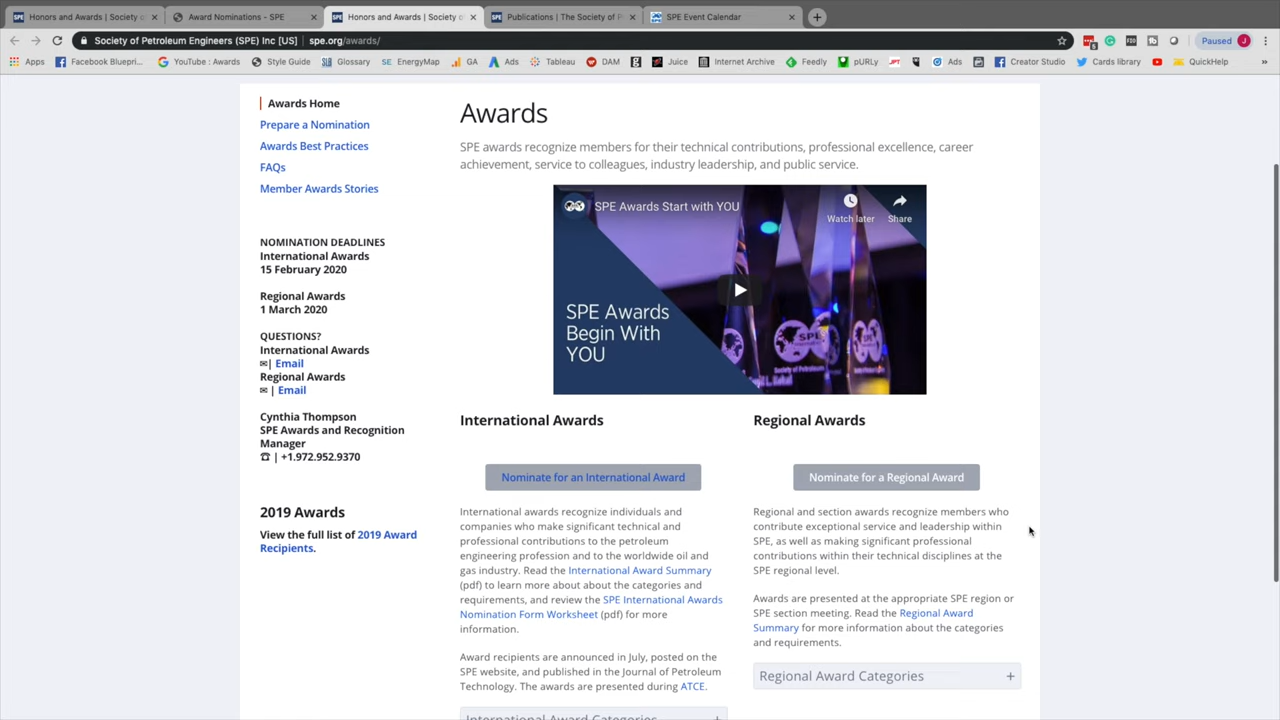 Honors and Awards | Society o
Award Nominations - SPE
Honors and Awards | Society o
SPE
Publications | The Society of P
SPE Event Calendar
Society of Petroleum Engineers (SPE) Inc [US] | spe.org/awards/
Paused J
Apps
Facebook Bluepri...
YouTube : Awards
Style Guide
SE Glossary
SE EnergyMap
GA
Ads
Tableau
DAM
Juice
Internet Archive
Feedly
pURLy
JPT
Ads
Creator Studio
Cards library
QuickHelp
»
Awards Home
Prepare a Nomination
Awards Best Practices
FAQs
Member Awards Stories
NOMINATION DEADLINES
International Awards
15 February 2020
Regional Awards
1 March 2020
QUESTIONS?
International Awards
✉| Email
Regional Awards
✉ | Email
Cynthia Thompson
SPE Awards and Recognition
Manager
☎ | +1.972.952.9370
2019 Awards
View the full list of 2019 Award
Recipients.
Awards
SPE awards recognize members for their technical contributions, professional excellence, career
achievement, service to colleagues, industry leadership, and public service.
SPE Awards Start with YOU
Watch later
Share
SPE Awards
Begin With
YOU
SPE
Society of Petroleum
International Awards
Nominate for an International Award
International awards recognize individuals and
companies who make significant technical and
professional contributions to the petroleum
engineering profession and to the worldwide oil and
gas industry. Read the International Award Summary
(pdf) to learn more about about the categories and
requirements, and review the SPE International Awards
Nomination Form Worksheet (pdf) for more
information.
Award recipients are announced in July, posted on the
SPE website, and published in the Journal of Petroleum
Technology. The awards are presented during ATCE.
International Award Categories +
Regional Awards
Nominate for a Regional Award
Regional and section awards recognize members who
contribute exceptional service and leadership within
SPE, as well as making significant professional
contributions within their technical disciplines at the
SPE regional level.
Awards are presented at the appropriate SPE region or
SPE section meeting. Read the Regional Award
Summary for more information about the categories
and requirements.
Regional Award Categories +